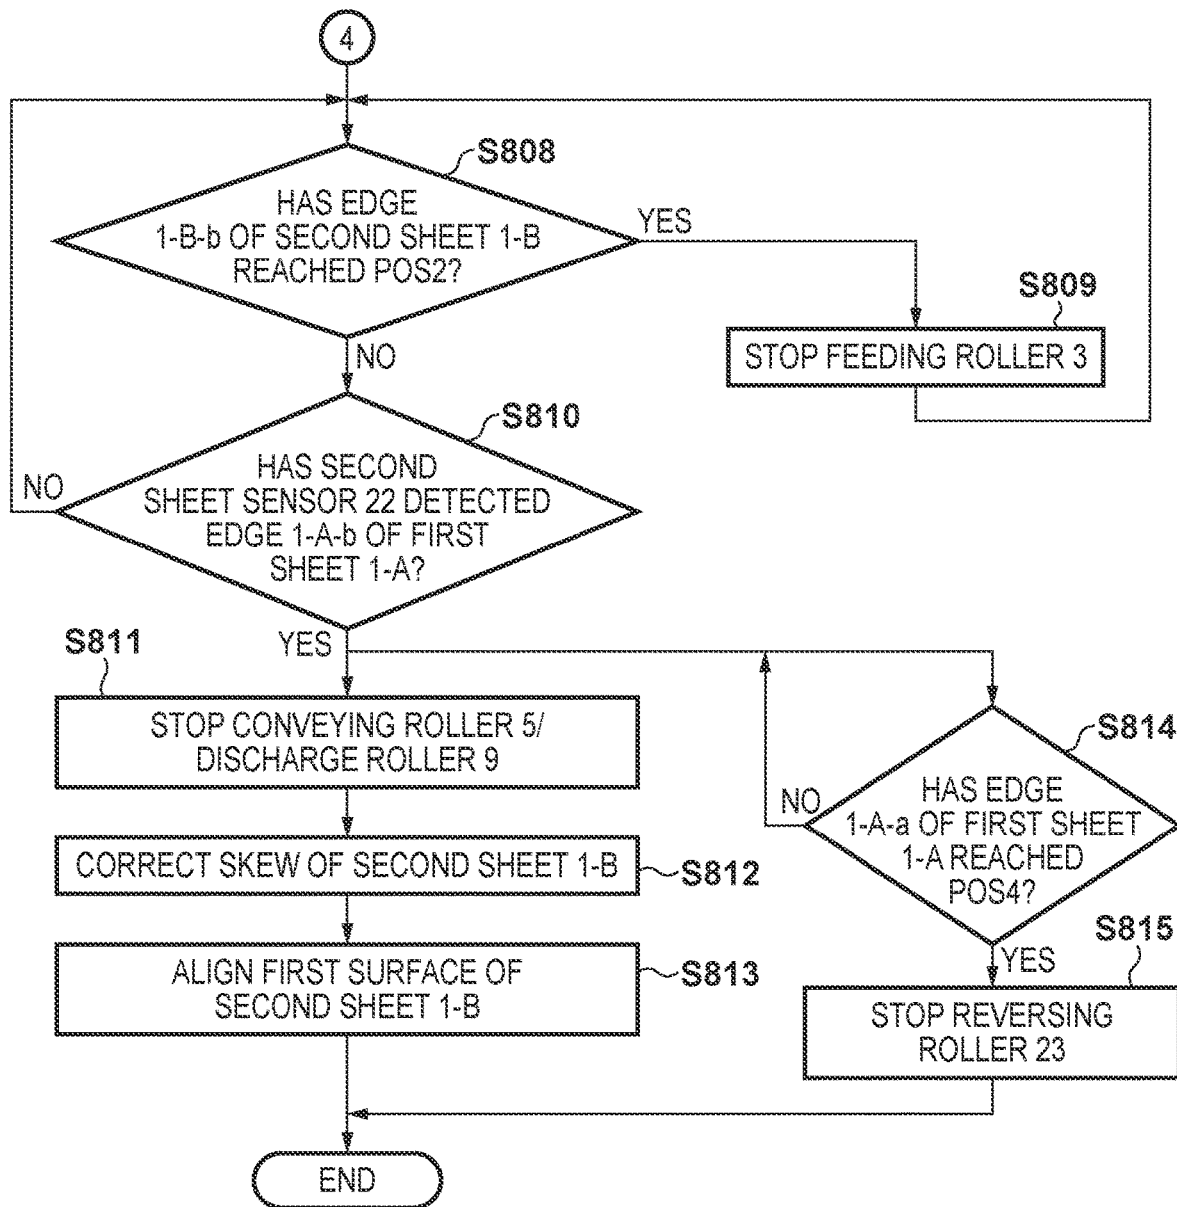 4
S808
HAS EDGE
1-B-b OF SECOND SHEET 1-B
REACHED POS2?
YES
NO
S809
STOP FEEDING ROLLER 3
S810
HAS SECOND
SHEET SENSOR 22 DETECTED
EDGE 1-A-b OF FIRST
SHEET 1-A?
NO
YES
S811
STOP CONVEYING ROLLER 5/
DISCHARGE ROLLER 9
CORRECT SKEW OF SECOND SHEET 1-B
S812
ALIGN FIRST SURFACE OF
SECOND SHEET 1-B
S813
S814
HAS EDGE
1-A-a OF FIRST SHEET
1-A REACHED
POS4?
NO
YES
S815
STOP REVERSING
ROLLER 23
END